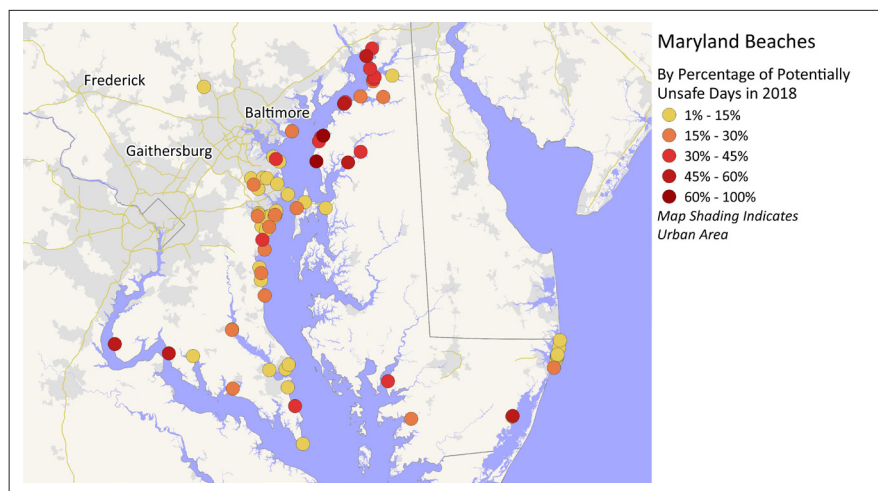 Maryland Beaches
By Percentage of Potentially
Unsafe Days in 2018
1% - 15%
15% - 30%
30% - 45%
45% - 60%
60% - 100%
Map Shading Indicates
Urban Area
Frederick
Baltimore
Gaithersburg